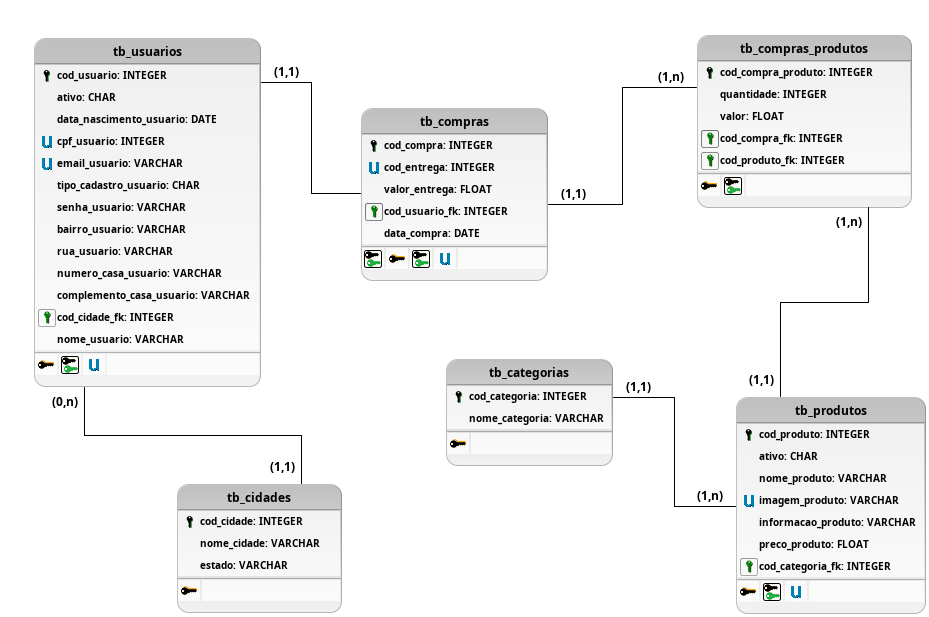 tb_usuarios
cod_usuario: INTEGER
ativo: CHAR
data_nascimento_usuario: DATE
U cpf_usuario: INTEGER
U email_usuario: VARCHAR
tipo_cadastro_usuario: CHAR
senha_usuario: VARCHAR
bairro_usuario: VARCHAR
rua_usuario: VARCHAR
numero_casa_usuario: VARCHAR
complemento_casa_usuario: VARCHAR
cod_cidade_fk: INTEGER
nome_usuario: VARCHAR
U
(1,1)
(0,n)
tb_compras
cod_compra: INTEGER
U cod_entrega: INTEGER
valor_entrega: FLOAT
cod_usuario_fk: INTEGER
data_compra: DATE
U
(1,1)
(1,n)
tb_compras_produtos
cod_compra_produto: INTEGER
quantidade: INTEGER
valor: FLOAT
cod_compra_fk: INTEGER
cod_produto_fk: INTEGER
(1,n)
(1,1)
tb_categorias
cod_categoria: INTEGER
nome_categoria: VARCHAR
(1,1)
(1,n)
tb_produtos
cod_produto: INTEGER
ativo: CHAR
nome_produto: VARCHAR
U imagem_produto: VARCHAR
informacao_produto: VARCHAR
preco_produto: FLOAT
cod_categoria_fk: INTEGER
U
(1,1)
tb_cidades
cod_cidade: INTEGER
nome_cidade: VARCHAR
estado: VARCHAR